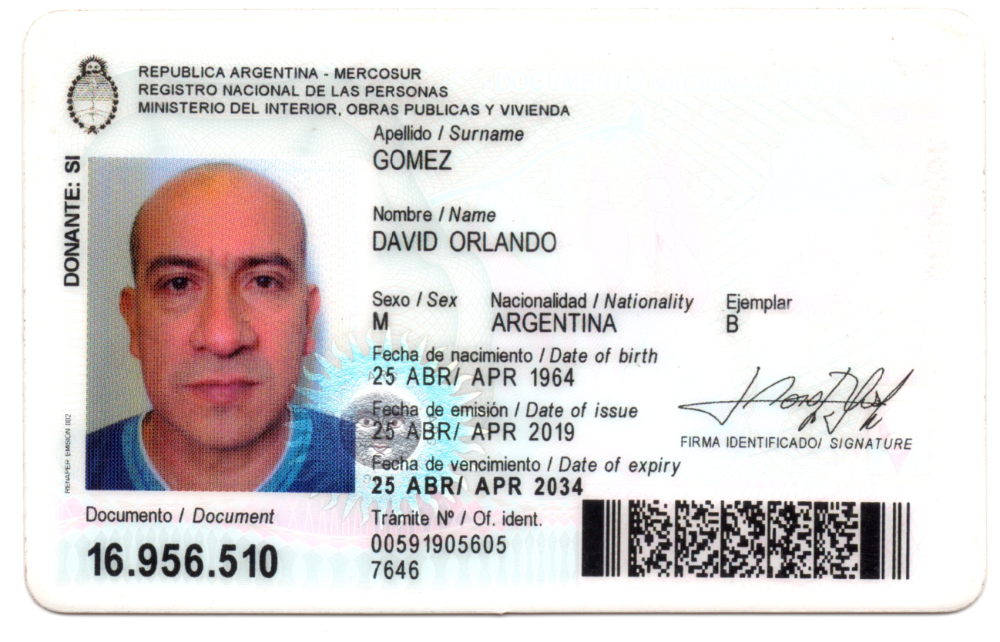 REPUBLICA ARGENTINA - MERCOSUR
REGISTRO NACIONAL DE LAS PERSONAS
MINISTERIO DEL INTERIOR, OBRAS PUBLICAS Y VIVIENDA
Apellido / Surname
GOMEZ
Nombre / Name
DAVID ORLANDO
Sexo / Sex Nacionalidad / Nationality Ejemplar
M ARGENTINA B
Fecha de nacimiento / Date of birth
25 ABR/ APR 1964
Fecha de emisión / Date of issue
25 ABR/ APR 2019
FIRMA IDENTIFICADO/ SIGNATURE
Fecha de vencimiento / Date of expiry
25 ABR/ APR 2034
DONANTE: SI
RENAPER EMISION 002
Documento / Document
16.956.510
Trámite Nº / Of. ident.
00591905605
7646